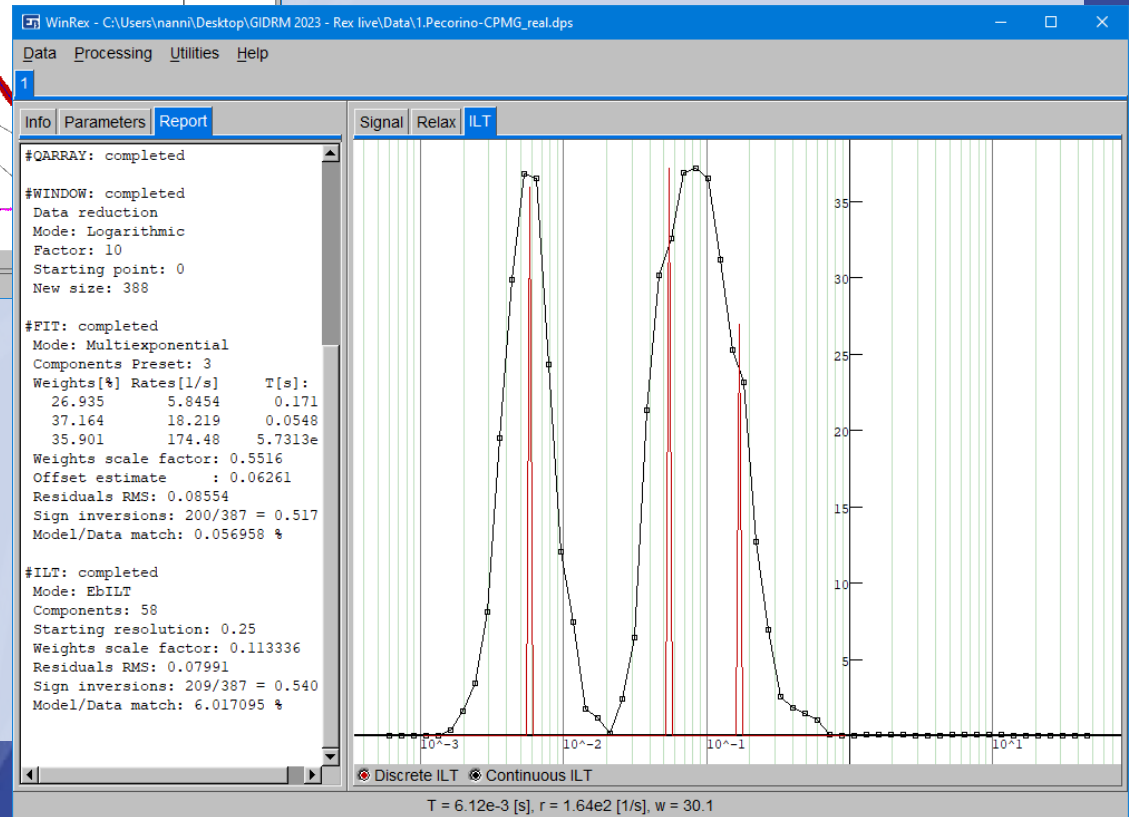 WinRex - C:\Users\nanni\Desktop\GIDRM 2023 - Rex live\Data\1.Pecorino-CPMG_real.dps
Data Processing Utilities Help
1
Info Parameters Report
#QARRAY: completed
#WINDOW: completed
Data reduction
Mode: Logarithmic
Factor: 10
Starting point: 0
New size: 388
#FIT: completed
Mode: Multiexponential
Components Preset: 3
Weights[%] Rates[1/s] T[s]:
26.935 5.8454 0.171
37.164 18.219 0.0548
35.901 174.48 5.7313e
Weights scale factor: 0.5516
Offset estimate : 0.06261
Residuals RMS: 0.08554
Sign inversions: 200/387 = 0.517
Model/Data match: 0.056958 %
#ILT: completed
Mode: EbILT
Components: 58
Starting resolution: 0.25
Weights scale factor: 0.113336
Residuals RMS: 0.07991
Sign inversions: 209/387 = 0.540
Model/Data match: 6.017095 %
Signal Relax ILT
35
30
25
20
15
10
5
10^-3 10^-2 10^-1 10^1
Discrete ILT Continuous ILT
T = 6.12e-3 [s], r = 1.64e2 [1/s], w = 30.1